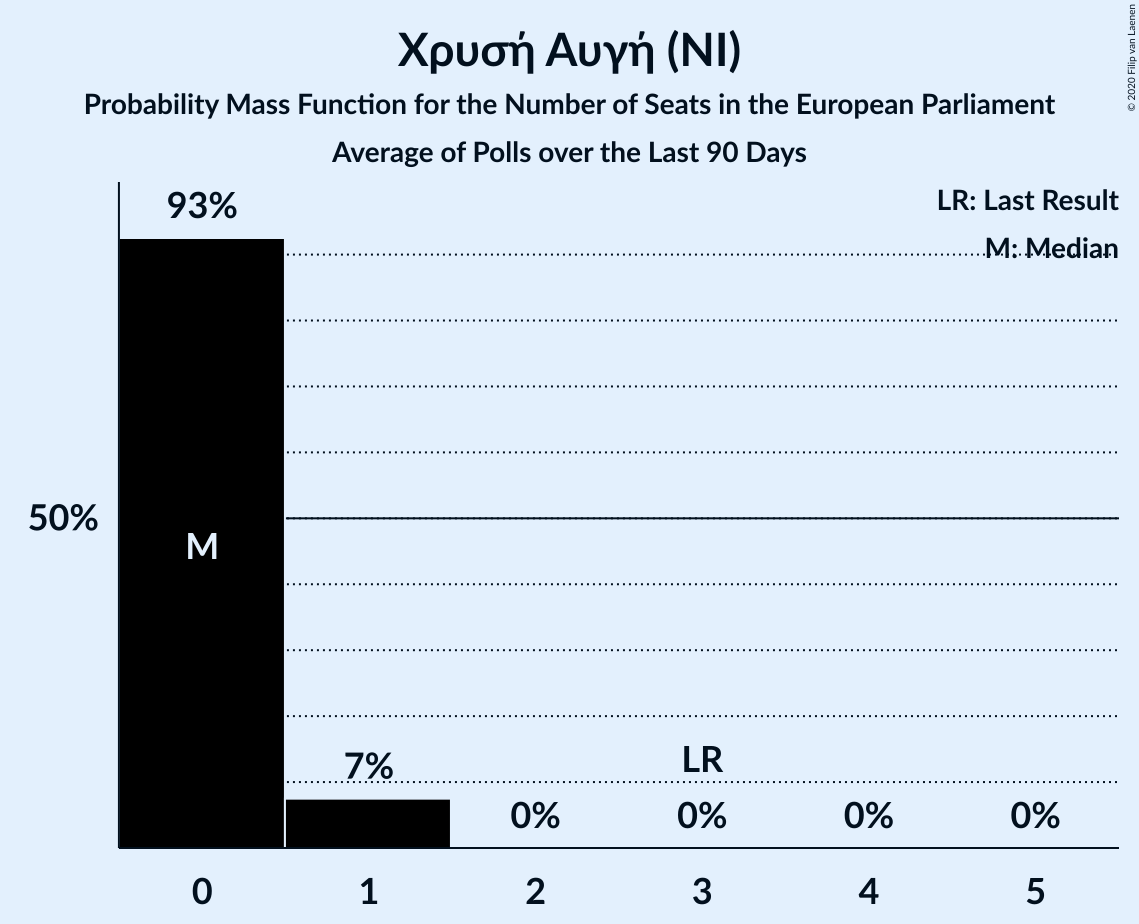 Χρυσή Αυγή (NI)
Probability Mass Function for the Number of Seats in the European Parliament
Average of Polls over the Last 90 Days
© 2020 Filip van Laenen
LR: Last Result
M: Median
93%
50%
M
7%
LR
0%
0%
0%
0%
0
1
2
3
4
5